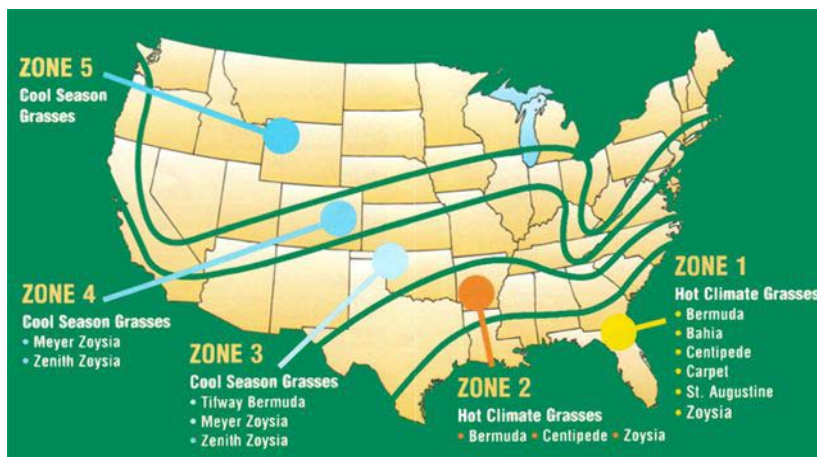 ZONE 5
Cool Season
Grasses
ZONE 4
Cool Season Grasses
• Meyer Zoysia
• Zenith Zoysia
ZONE 3
Cool Season Grasses
• Tifway Bermuda
• Meyer Zoysia
• Zenith Zoysia
ZONE 2
Hot Climate Grasses
• Bermuda • Centipede • Zoysia
ZONE 1
Hot Climate Grasses
• Bermuda
• Bahia
• Centipede
• Carpet
• St. Augustine
• Zoysia